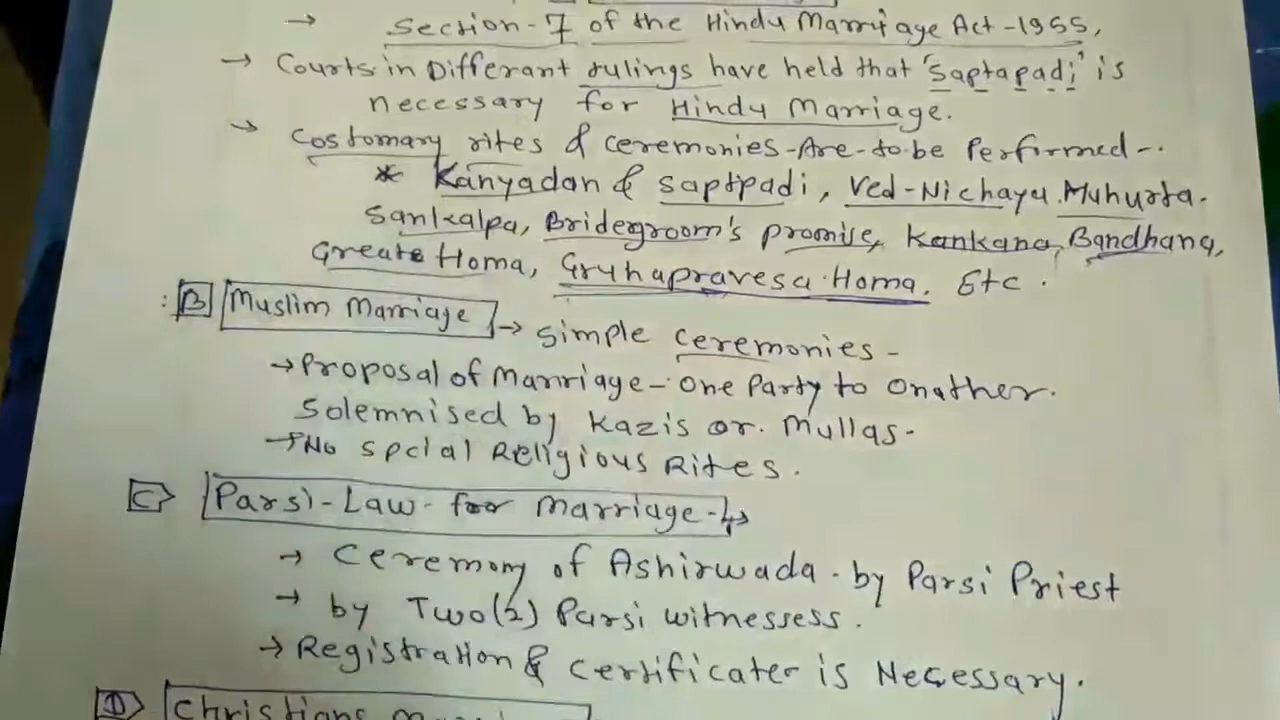 → Section-7 of the Hindu Marriage Act-1955,
→ Courts in Differant rulings have held that 'Saptapadi' is
necessary for Hindu Marriage.
→ Costomary rites & ceremonies-Are-to-be Performed-.
* Kanyadan & saptpadi, Ved-Nichaya Muhurta.
Sankalpa, Bridegroom's promise, Kankana, Bandhana,
Greate Homa, Gruhapravesa Homa. Etc.
B Muslim Marriage → Simple ceremonies -
→ Proposal of Marriage - One Party to Onather.
Solemnised by Kazis or. Mullas-
→ No spcial Religious Rites.
C Parsi-Law- for Marriage- ↳
→ Ceremony of Ashirwada. by Parsi Priest
→ by Two(2) Parsi witnessess.
→ Registration & certificater is Necessary.
D Christians